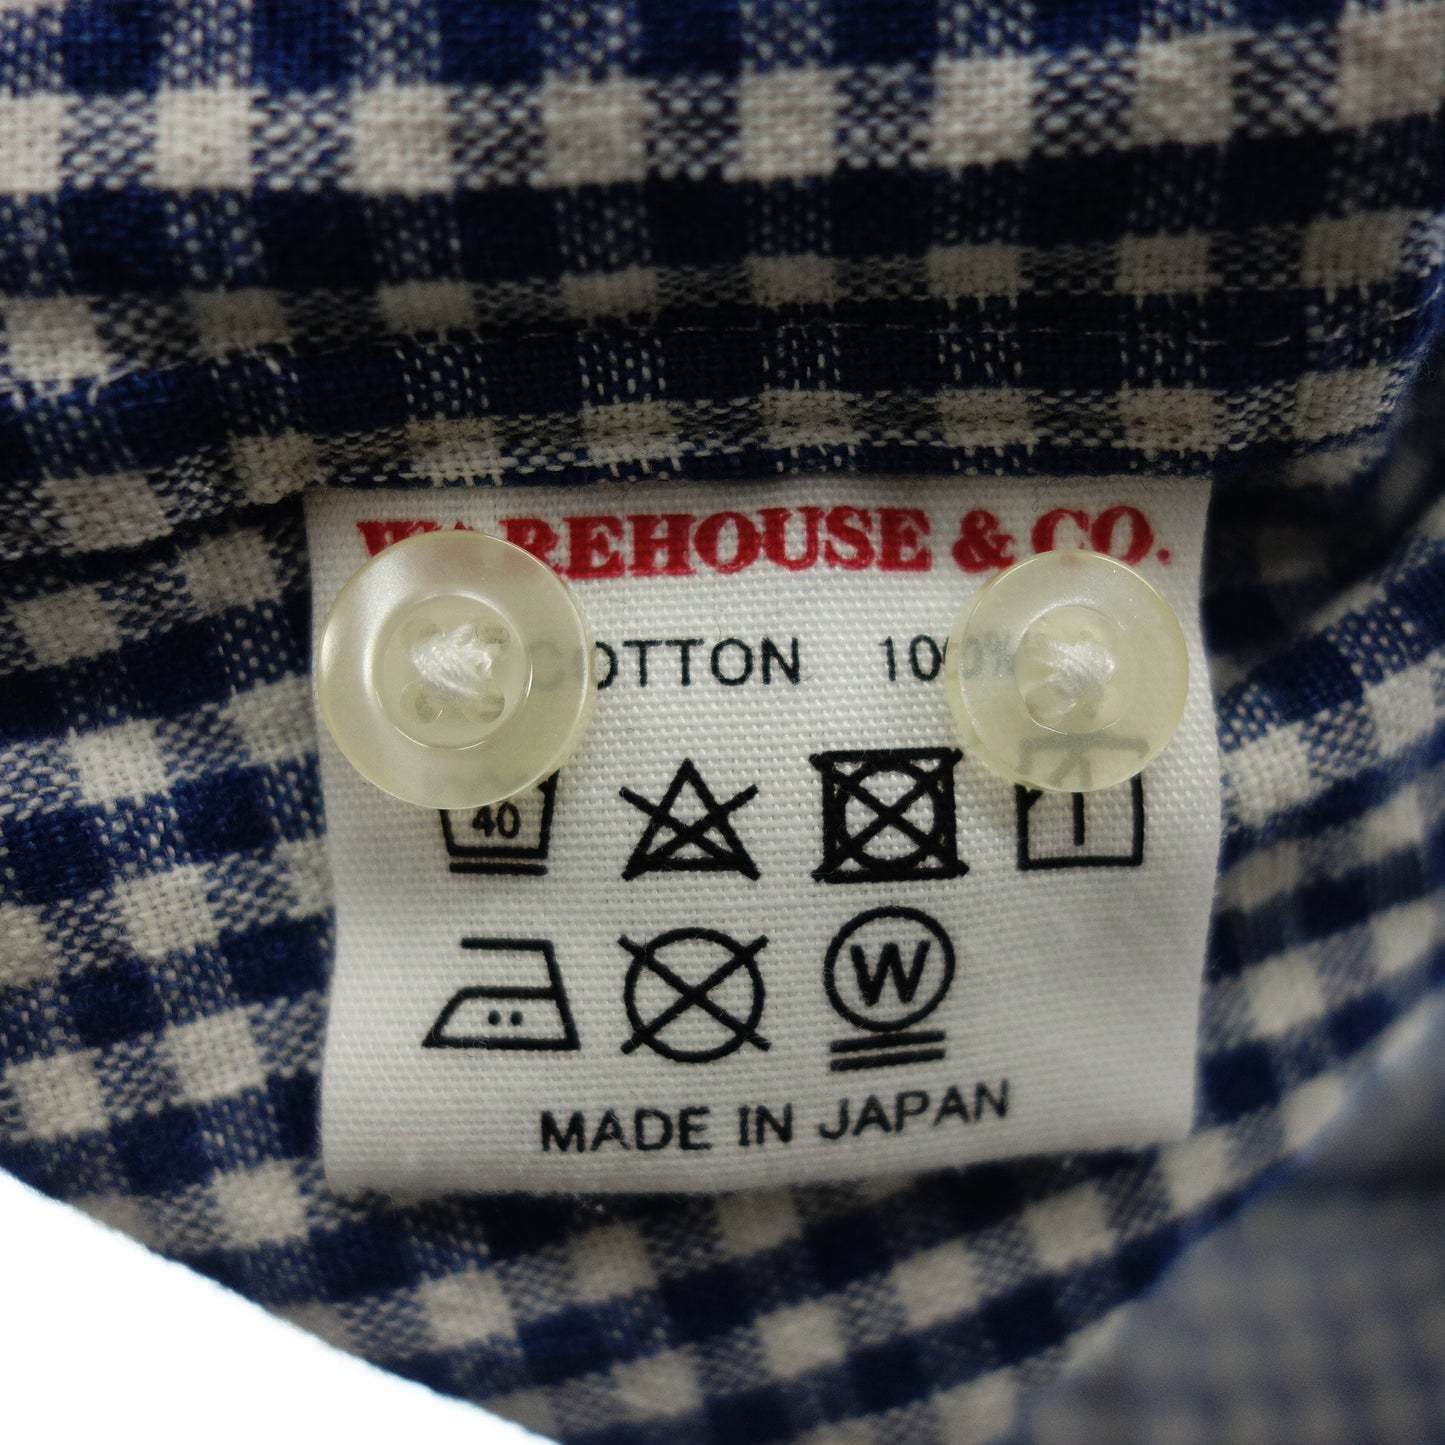 WAREHOUSE & CO.
COTTON 100%
40
W
MADE IN JAPAN